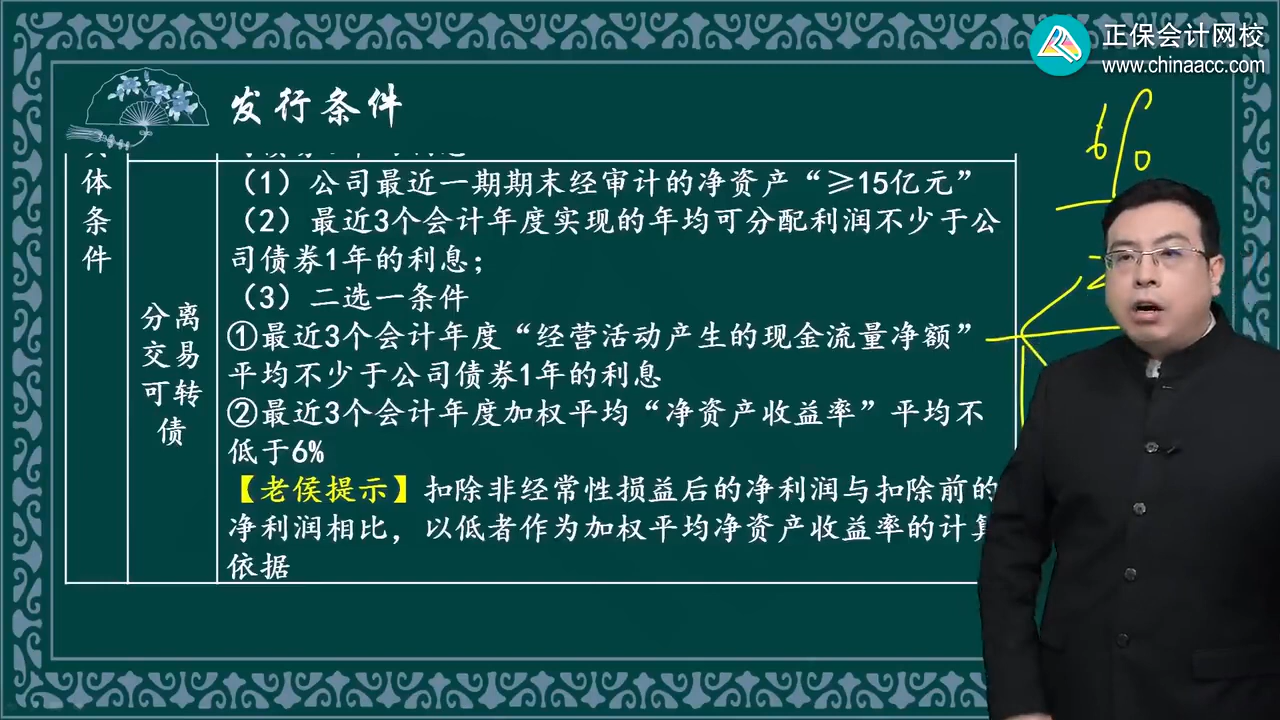 正保会计网校
www.chinaacc.com
发行条件
6%
体
条
件
(1)公司最近一期期末经审计的净资产“≥15亿元”
(2)最近3个会计年度实现的年均可分配利润不少于公
司债券1年的利息；
(3)二选一条件
分离
交易
可转
债
①最近3个会计年度“经营活动产生的现金流量净额”
平均不少于公司债券1年的利息
②最近3个会计年度加权平均“净资产收益率”平均不
低于6%
【老侯提示】扣除非经常性损益后的净利润与扣除前的
净利润相比，以低者作为加权平均净资产收益率的计算
依据